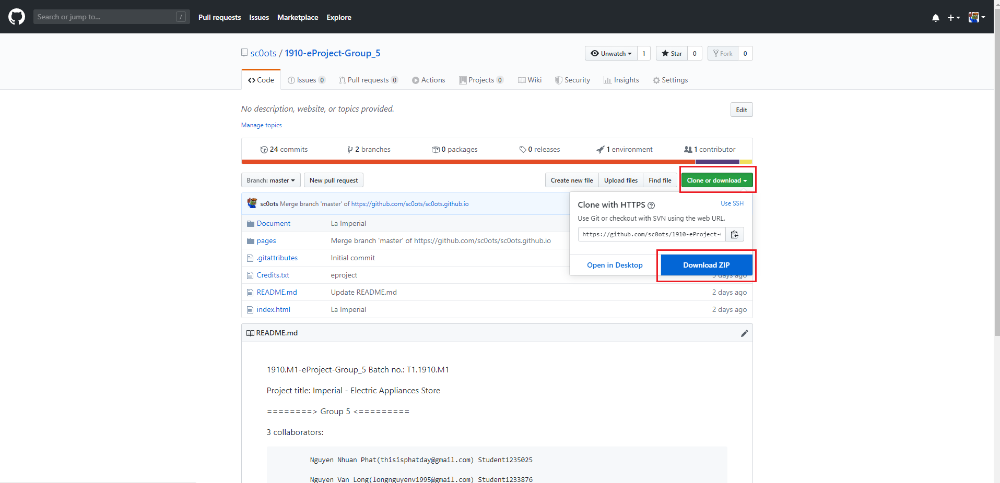 Search or jump to... / Pull requests Issues Marketplace Explore
sc0ots / 1910-eProject-Group_5 Unwatch 1 Star 0 Fork 0
Code Issues 0 Pull requests 0 Actions Projects 0 Wiki Security Insights Settings
No description, website, or topics provided. Edit
Manage topics
24 commits 2 branches 0 packages 0 releases 1 environment 1 contributor
Branch: master New pull request Create new file Upload files Find file Clone or download
sc0ots Merge branch 'master' of https://github.com/sc0ots/sc0ots.github.io
Clone with HTTPS Use SSH
Use Git or checkout with SVN using the web URL.
https://github.com/sc0ots/1910-eProject-
Open in Desktop Download ZIP
Document La Imperial
pages Merge branch 'master' of https://github.com/sc0ots/sc0ots.github.io
.gitattributes Initial commit
Credits.txt eproject days ago
README.md Update README.md 2 days ago
index.html La Imperial 2 days ago
README.md
1910.M1-eProject-Group_5 Batch no.: T1.1910.M1
Project title: Imperial - Electric Appliances Store
========> Group 5 <=========
3 collaborators:
Nguyen Nhuan Phat(thisisphatday@gmail.com) Student1235025
Nguyen Van Long(longnguyenv1995@gmail.com) Student1233876